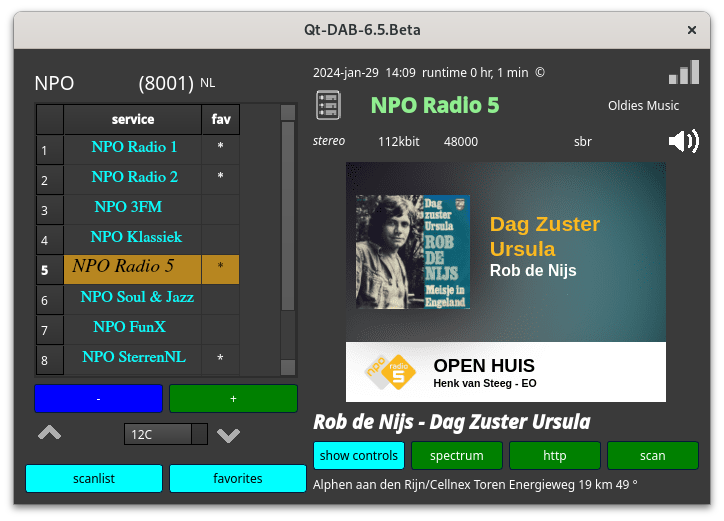 Qt-DAB-6.5.Beta
×
NPO (8001) NL
service fav
1 NPO Radio 1 *
2 NPO Radio 2 *
3 NPO 3FM
4 NPO Klassiek
5 NPO Radio 5 *
6 NPO Soul & Jazz
7 NPO FunX
8 NPO SterrenNL *
- +
12C
scanlist favorites
2024-jan-29 14:09 runtime 0 hr, 1 min ©
NPO Radio 5 Oldies Music
stereo 112kbit 48000 sbr
Dag
zuster
Ursula
ROB
DE
NIJS
Meisje in
Engeland
PHILIPS
Dag Zuster
Ursula
Rob de Nijs
npo radio 5
OPEN HUIS
Henk van Steeg - EO
Rob de Nijs - Dag Zuster Ursula
show controls spectrum http scan
Alphen aan den Rijn/Cellnex Toren Energieweg 19 km 49 °